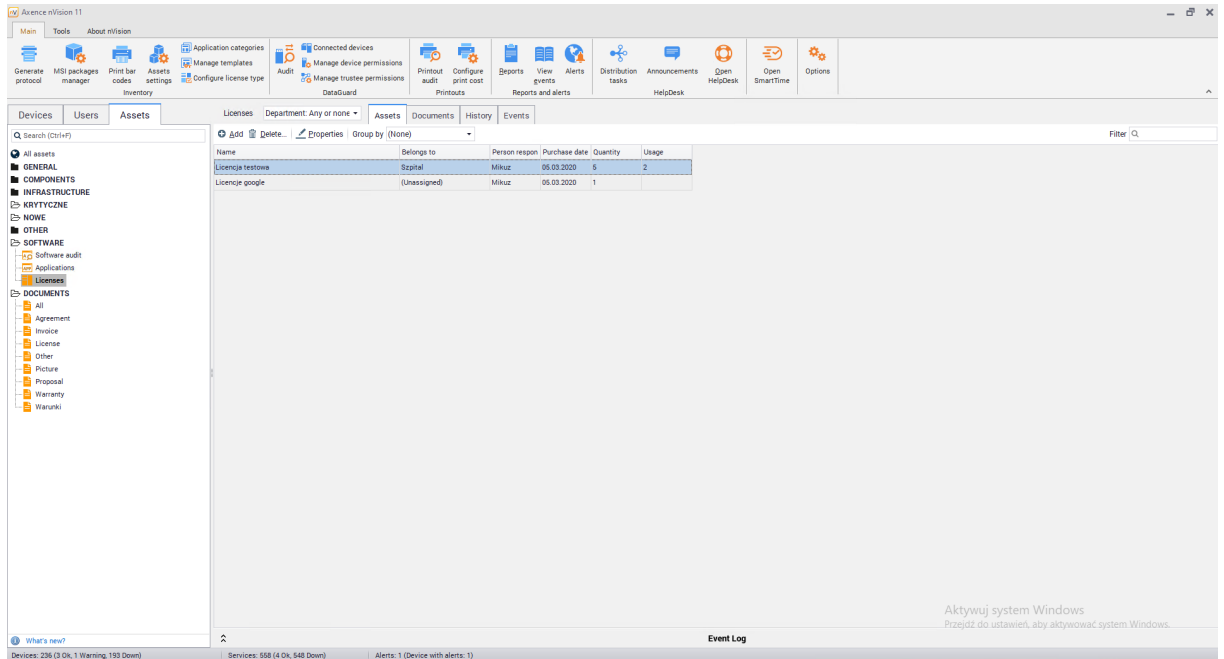 Axence nVision 11
Main Tools About nVision
Generate protocol
MSI packages manager
Print bar codes
Assets settings
Application categories
Manage templates
Configure license type
Inventory
Audit
Connected devices
Manage device permissions
Manage trustee permissions
DataGuard
Printout audit
Configure print cost
Printouts
Reports
View events
Alerts
Reports and alerts
Distribution tasks
Announcements
Open HelpDesk
HelpDesk
Open SmartTime
Options
Devices Users Assets
Search (Ctrl+F)
All assets
GENERAL
COMPONENTS
INFRASTRUCTURE
KRYTYCZNE
NOWE
OTHER
SOFTWARE
Software audit
Applications
Licenses
DOCUMENTS
All
Agreement
Invoice
License
Other
Picture
Proposal
Warranty
Warunki
What's new?
Licenses Department: Any or none Assets Documents History Events
Add Delete... Properties Group by (None) Filter
Name Belongs to Person respon Purchase date Quantity Usage
Licencja testowa Szpital Mikuz 05.03.2020 5 2
Licencje google (Unassigned) Mikuz 05.03.2020 1
Aktywuj system Windows
Przejdź do ustawień, aby aktywować system Windows.
Event Log
Devices: 236 (3 Ok, 1 Warning, 193 Down) Services: 558 (4 Ok, 548 Down) Alerts: 1 (Device with alerts: 1)